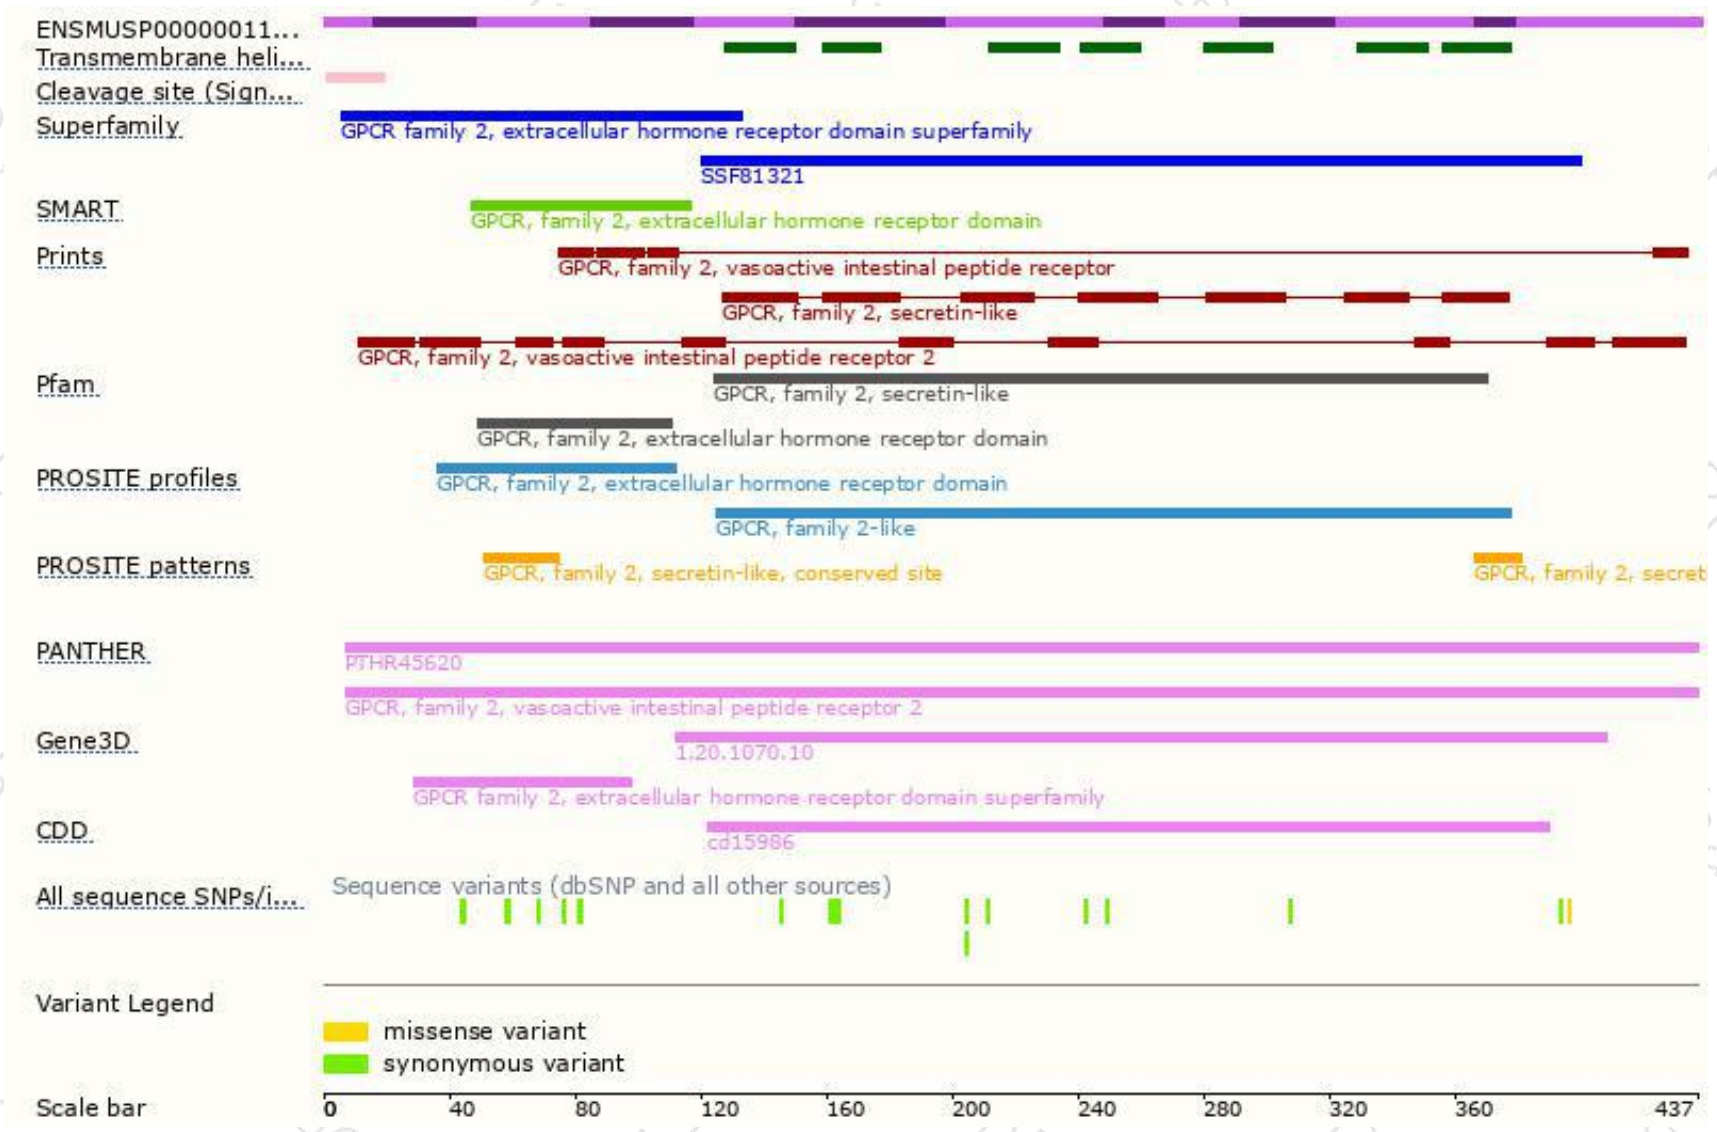 ENSMUSP00000011...
Transmembrane heli...
Cleavage site (Sign...
Superfamily
GPCR family 2, extracellular hormone receptor domain superfamily
SSF81321
SMART
GPCR, family 2, extracellular hormone receptor domain
Prints
GPCR, family 2, vasoactive intestinal peptide receptor
GPCR, family 2, secretin-like
GPCR, family 2, vasoactive intestinal peptide receptor 2
Pfam
GPCR, family 2, secretin-like
GPCR, family 2, extracellular hormone receptor domain
PROSITE profiles
GPCR, family 2, extracellular hormone receptor domain
GPCR, family 2-like
PROSITE patterns
GPCR, family 2, secretin-like, conserved site GPCR, family 2, secret
PANTHER
PTHR45620
GPCR, family 2, vasoactive intestinal peptide receptor 2
Gene3D
1.20.1070.10
GPCR family 2, extracellular hormone receptor domain superfamily
CDD
cd15986
Sequence variants (dbSNP and all other sources)
All sequence SNPs/i...
Variant Legend
missense variant
synonymous variant
Scale bar 0 40 80 120 160 200 240 280 320 360 437